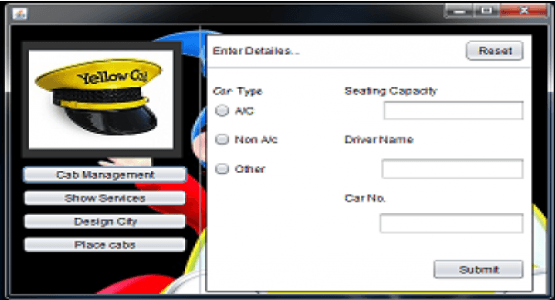 Yellow Cab
Cab Management
Show Services
Design City
Place cabs
Enter Detailes...
Reset
Car Type
A/C
Non A/c
Other
Seating Capacity
Driver Name
Car No.
Submit